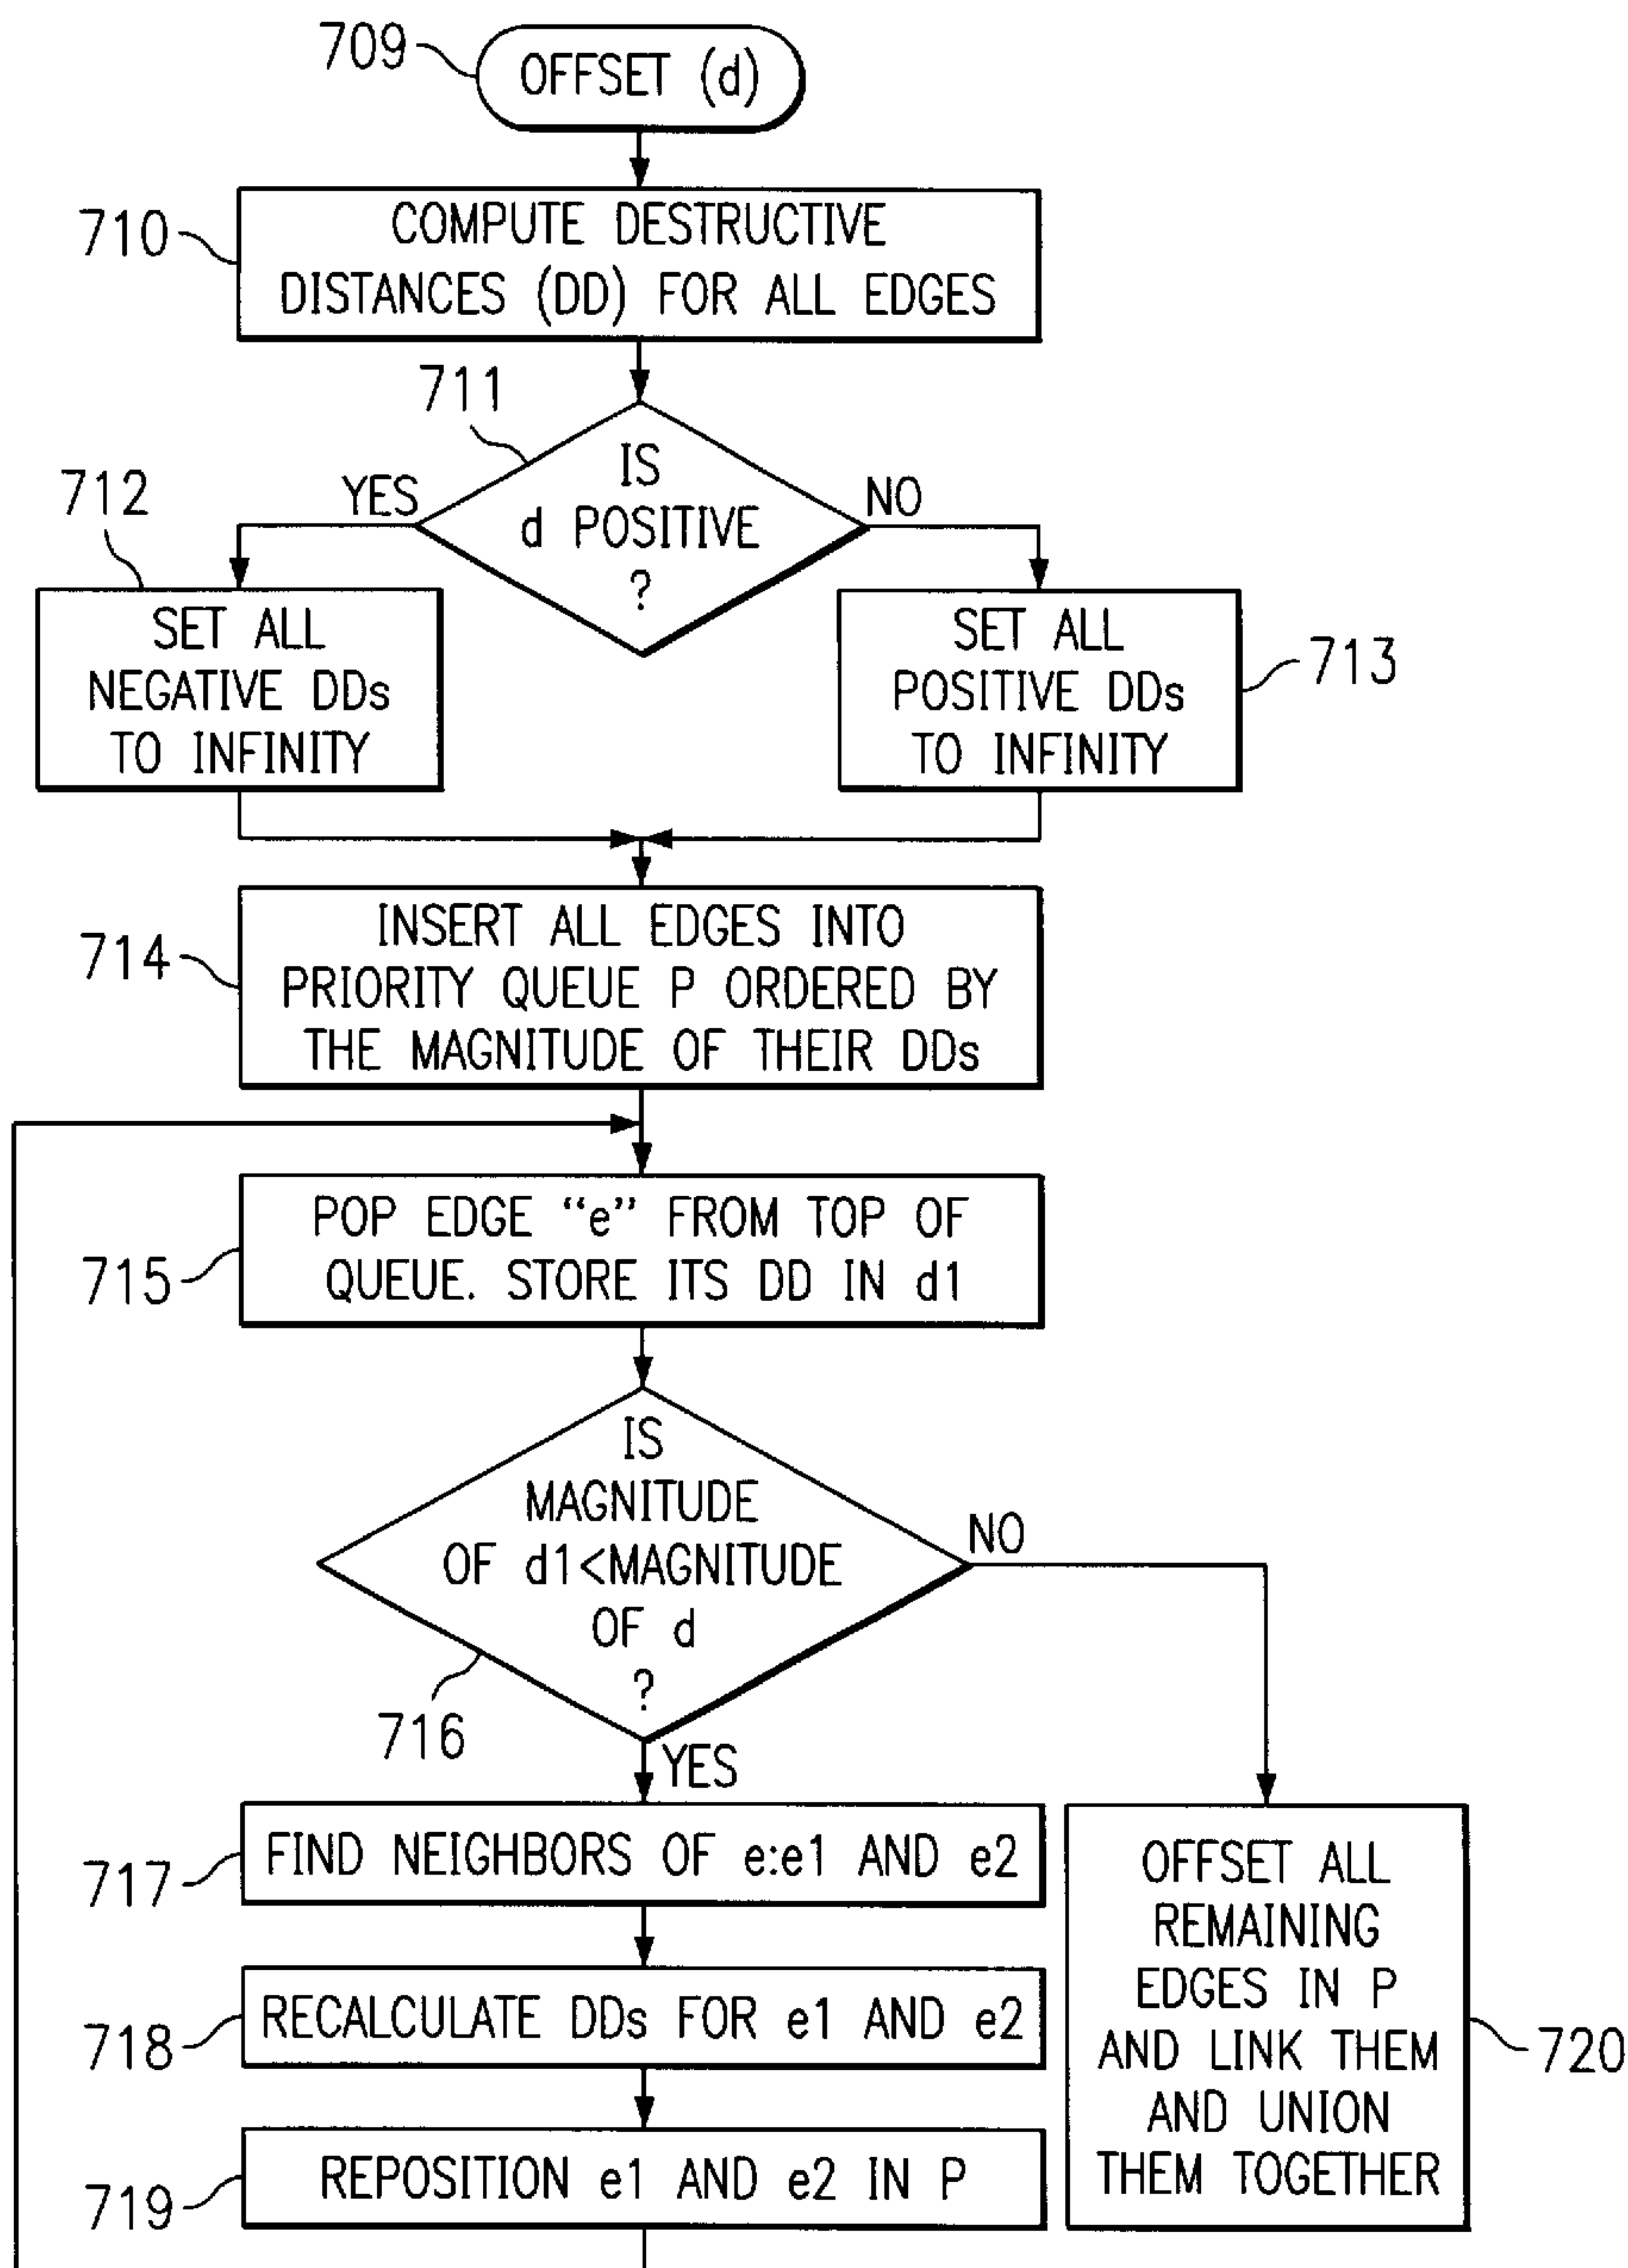 709
OFFSET (d)
710
COMPUTE DESTRUCTIVE
DISTANCES (DD) FOR ALL EDGES
711
IS
d POSITIVE
?
YES
NO
712
SET ALL
NEGATIVE DDs
TO INFINITY
SET ALL
POSITIVE DDs
TO INFINITY
713
714
INSERT ALL EDGES INTO
PRIORITY QUEUE P ORDERED BY
THE MAGNITUDE OF THEIR DDs
715
POP EDGE “e” FROM TOP OF
QUEUE. STORE ITS DD IN d1
IS
MAGNITUDE
OF d1<MAGNITUDE
OF d
?
NO
716
YES
717
FIND NEIGHBORS OF e:e1 AND e2
718
RECALCULATE DDs FOR e1 AND e2
719
REPOSITION e1 AND e2 IN P
OFFSET ALL
REMAINING
EDGES IN P
AND LINK THEM
AND UNION
THEM TOGETHER
720